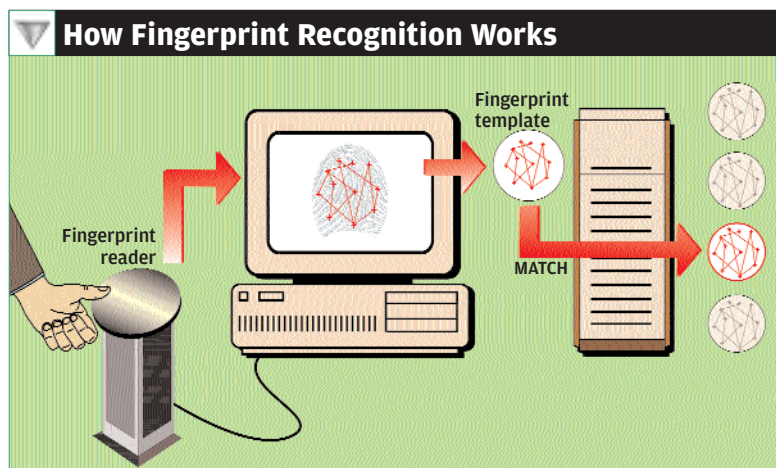 How Fingerprint Recognition Works
Fingerprint
template
Fingerprint
reader
MATCH